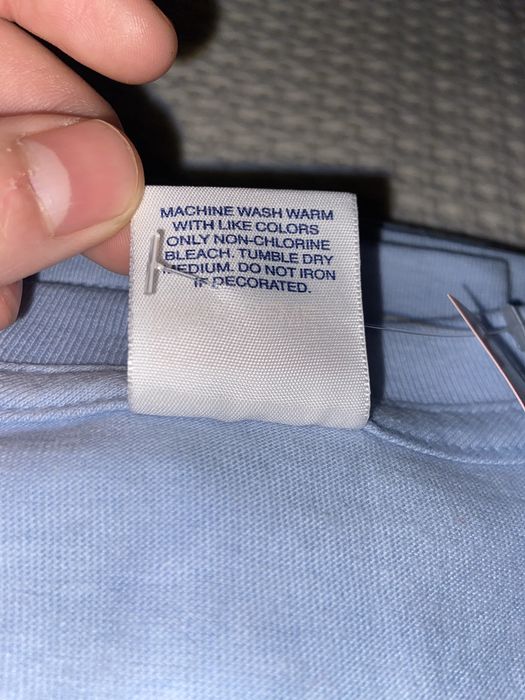 MACHINE WASH WARM
WITH LIKE COLORS
ONLY NON-CHLORINE
BLEACH. TUMBLE DRY
MEDIUM. DO NOT IRON
IF DECORATED.